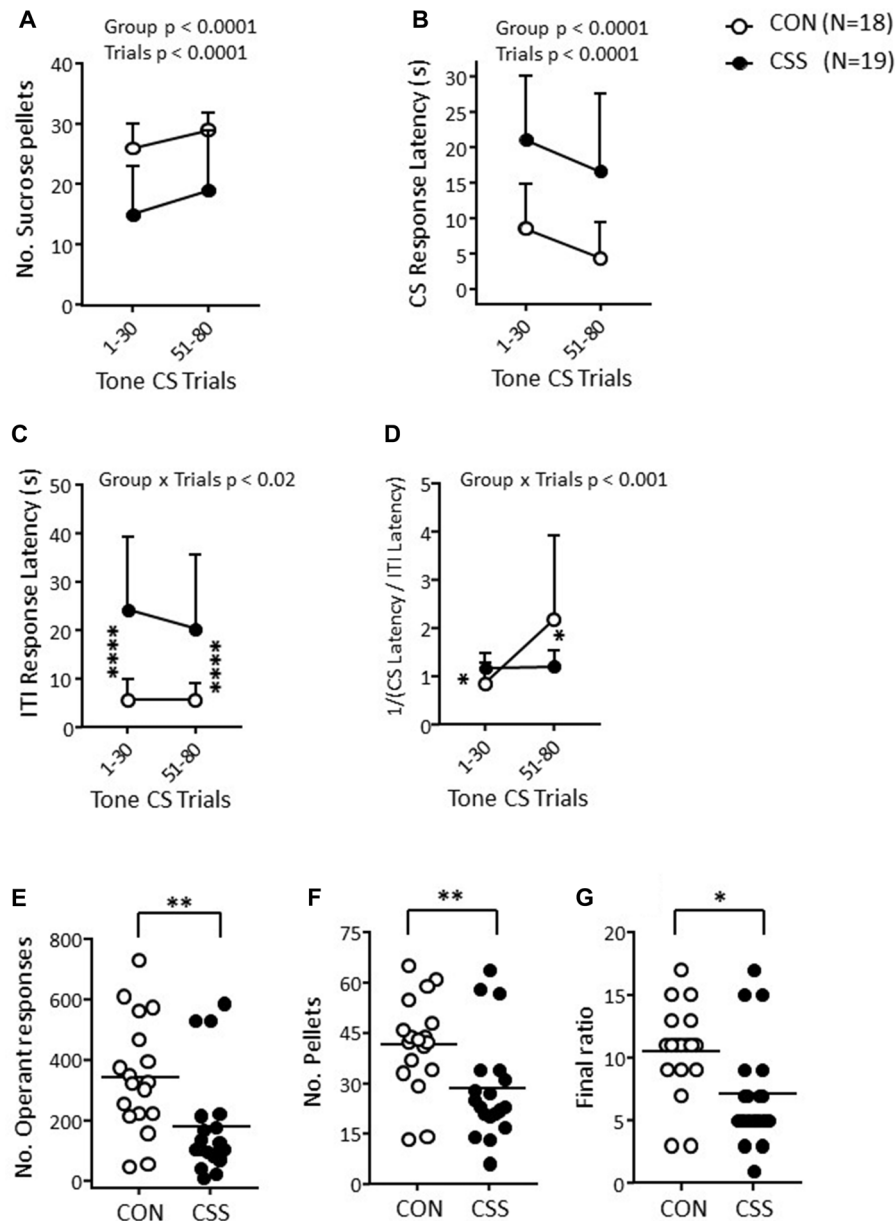 A
Group p < 0.0001
Trials p < 0.0001
No. Sucrose pellets
40
30
20
10
0
1-30
51-80
Tone CS Trials
B
Group p < 0.0001
Trials p < 0.0001
CS Response Latency (s)
30
25
20
15
10
5
0
1-30
51-80
Tone CS Trials
CON (N=18)
CSS (N=19)
C
Group x Trials p < 0.02
ITI Response Latency (s)
50
40
30
20
10
0
****
****
1-30
51-80
Tone CS Trials
D
Group x Trials p < 0.001
1/(CS Latency / ITI Latency)
5
4
3
2
1
0
*
*
1-30
51-80
Tone CS Trials
E
**
No. Operant responses
800
600
400
200
0
CON
CSS
F
**
No. Pellets
75
60
45
30
15
0
CON
CSS
G
*
Final ratio
20
15
10
5
0
CON
CSS